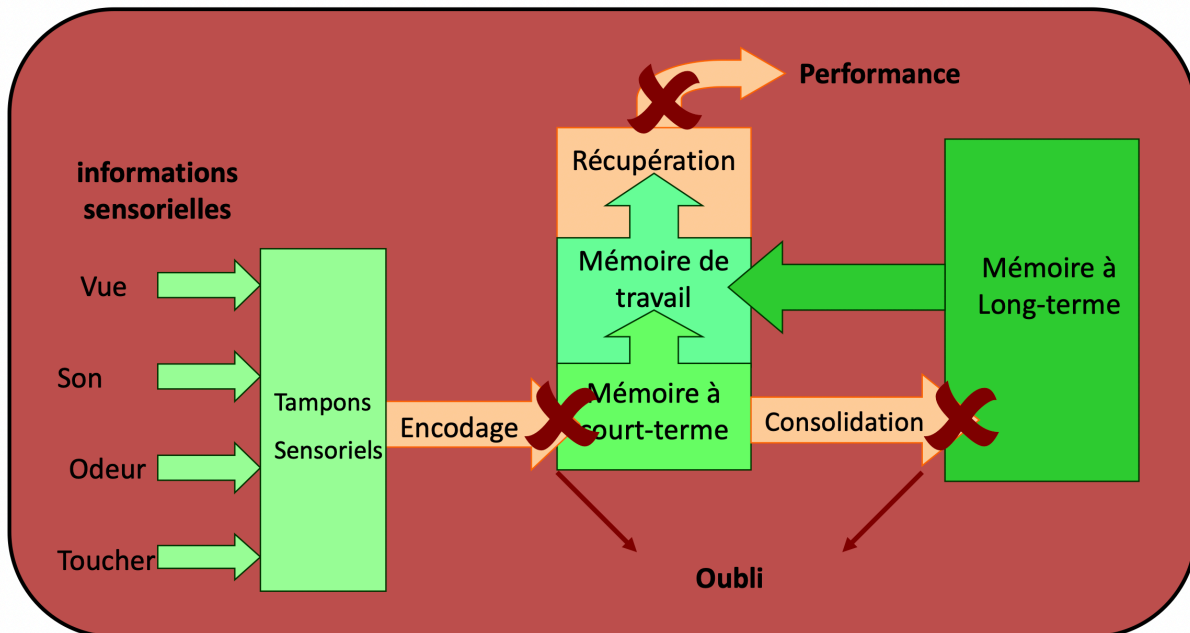 informations
sensorielles
Vue
Son
Odeur
Toucher
Tampons
Sensoriels
Encodage
Performance
Récupération
Mémoire de
travail
Mémoire à
court-terme
Consolidation
Mémoire à
Long-terme
Oubli